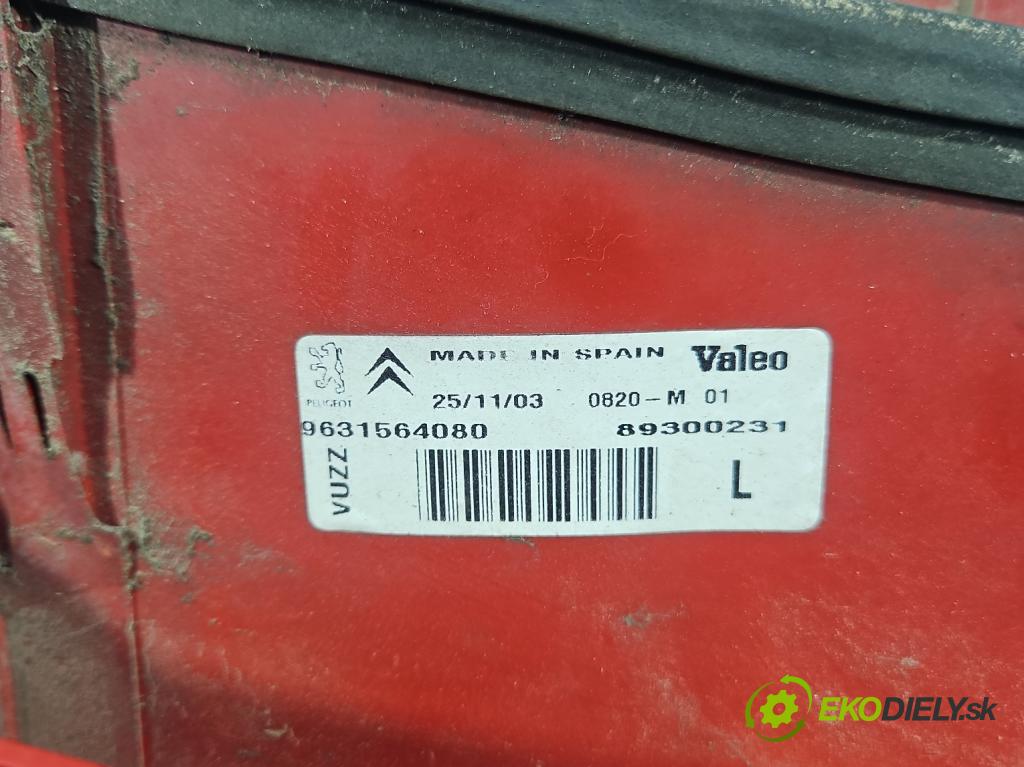 MADE IN SPAIN Valeo
PEUGEOT 25/11/03 0820-M 01
9631564080 89300231
VUZZ L
EKODIELY.sk